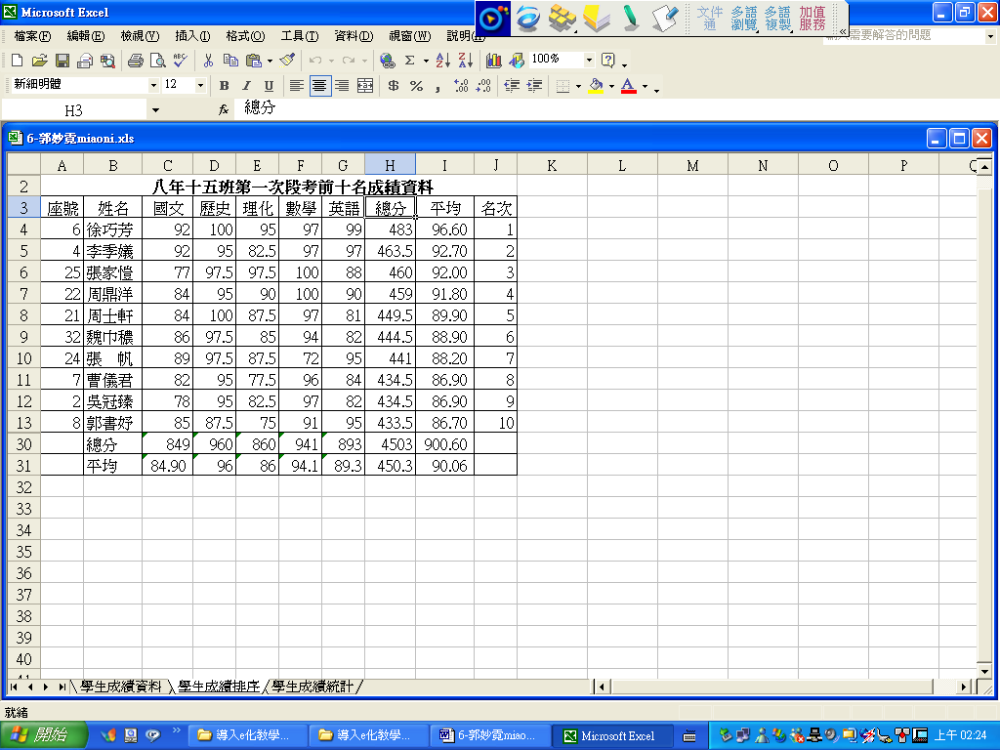 Microsoft Excel
文件通 多語瀏覽 多語複製 加值服務
檔案(F) 編輯(E) 檢視(V) 插入(I) 格式(O) 工具(T) 資料(D) 視窗(W) 說明(H) 輸入需要解答的問題
100%
新細明體 12 B I U $ % ,
H3 fx 總分
6-郭妙霓miaoni.xls
A B C D E F G H I J K L M N O P Q
2 八年十五班第一次段考前十名成績資料
3 座號 姓名 國文 歷史 理化 數學 英語 總分 平均 名次
4 6 徐巧芳 92 100 95 97 99 483 96.60 1
5 4 李季孅 92 95 82.5 97 97 463.5 92.70 2
6 25 張家愷 77 97.5 97.5 100 88 460 92.00 3
7 22 周鼎洋 84 95 90 100 90 459 91.80 4
8 21 周士軒 84 100 87.5 97 81 449.5 89.90 5
9 32 魏巾穠 86 97.5 85 94 82 444.5 88.90 6
10 24 張 帆 89 97.5 87.5 72 95 441 88.20 7
11 7 曹儀君 82 95 77.5 96 84 434.5 86.90 8
12 2 吳冠臻 78 95 82.5 97 82 434.5 86.90 9
13 8 郭書妤 85 87.5 75 91 95 433.5 86.70 10
30 總分 849 960 860 941 893 4503 900.60
31 平均 84.90 96 86 94.1 89.3 450.3 90.06
32
33
34
35
36
37
38
39
40
41
學生成績資料 學生成績排序 學生成績統計
就緒
開始 導入e化教學... 導入e化教學... 6-郭妙霓miao... Microsoft Excel 上午 02:24